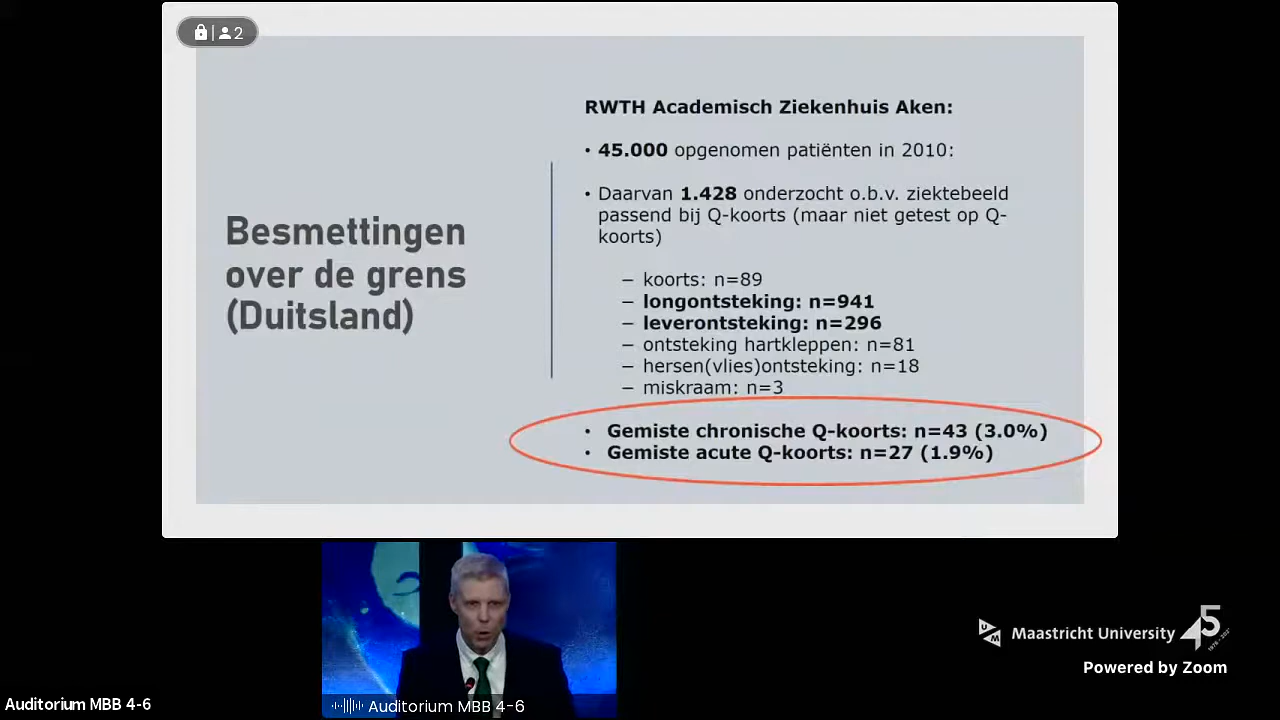 2
RWTH Academisch Ziekenhuis Aken:
• 45.000 opgenomen patiënten in 2010:
• Daarvan 1.428 onderzocht o.b.v. ziektebeeld
passend bij Q-koorts (maar niet getest op Q-
koorts)
– koorts: n=89
– longontsteking: n=941
– leverontsteking: n=296
– ontsteking hartkleppen: n=81
– hersen(vlies)ontsteking: n=18
– miskraam: n=3
• Gemiste chronische Q-koorts: n=43 (3.0%)
• Gemiste acute Q-koorts: n=27 (1.9%)
Besmettingen
over de grens
(Duitsland)
UM Maastricht University 45
Powered by Zoom
Auditorium MBB 4-6
Auditorium MBB 4-6